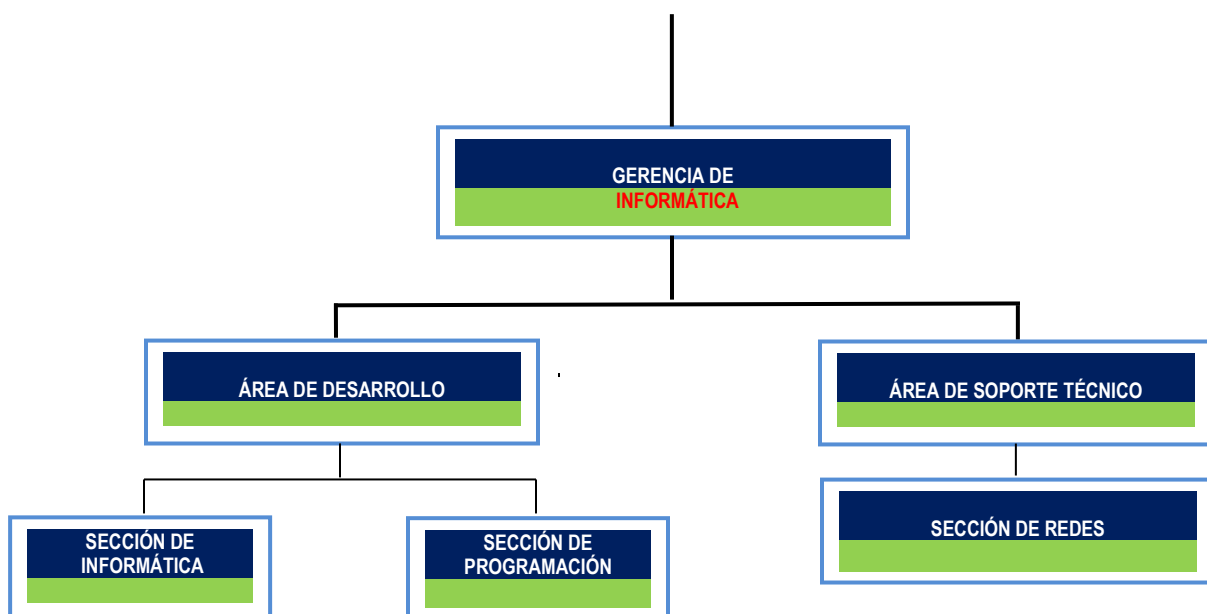 GERENCIA DE
INFORMÁTICA
ÁREA DE DESARROLLO
ÁREA DE SOPORTE TÉCNICO
SECCIÓN DE
INFORMÁTICA
SECCIÓN DE
PROGRAMACIÓN
SECCIÓN DE REDES